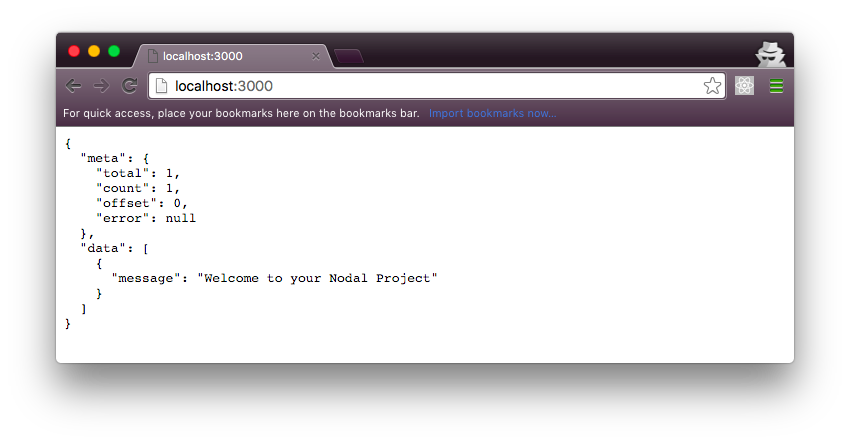 localhost:3000
localhost:3000
For quick access, place your bookmarks here on the bookmarks bar. Import bookmarks now...
{
  "meta": {
    "total": 1,
    "count": 1,
    "offset": 0,
    "error": null
  },
  "data": [
    {
      "message": "Welcome to your Nodal Project"
    }
  ]
}